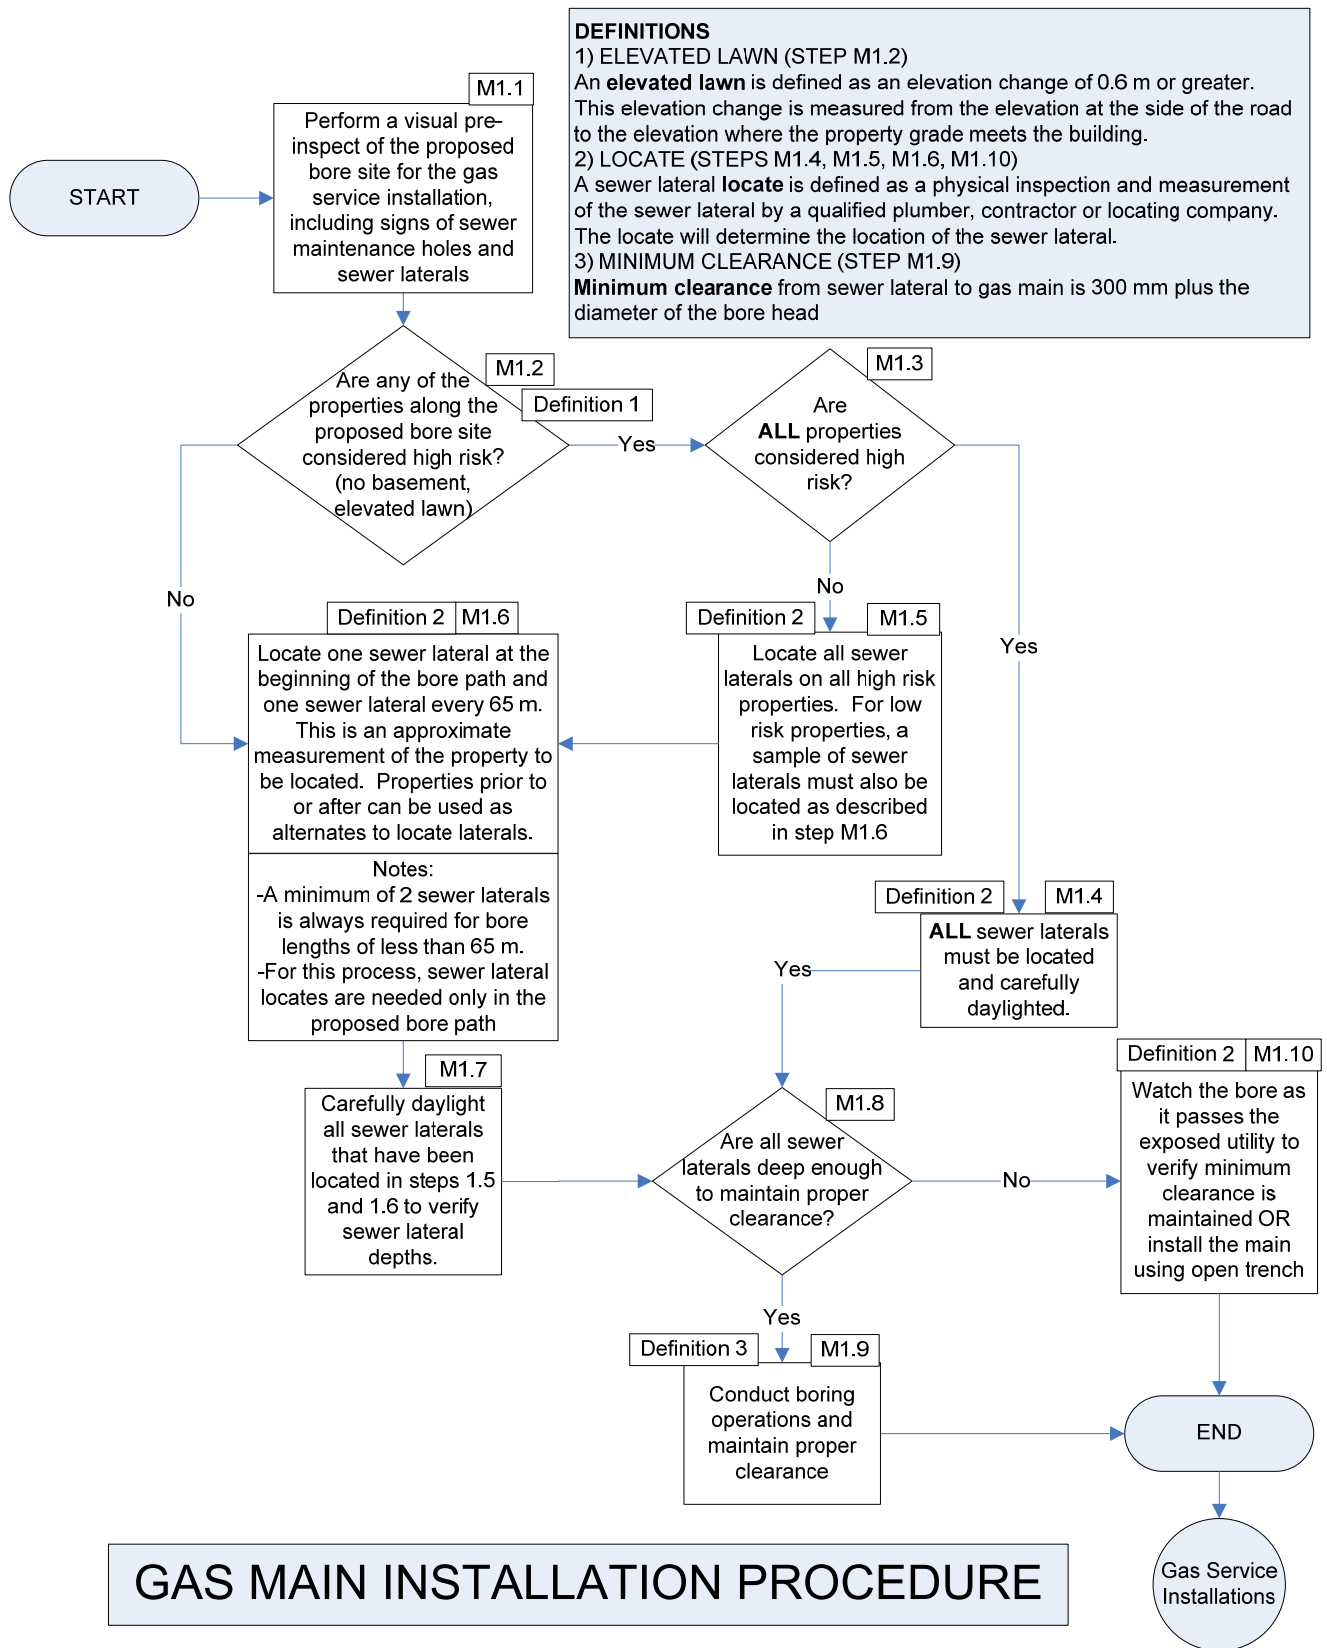 DEFINITIONS
1) ELEVATED LAWN (STEP M1.2)
An elevated lawn is defined as an elevation change of 0.6 m or greater.
This elevation change is measured from the elevation at the side of the road
to the elevation where the property grade meets the building.
2) LOCATE (STEPS M1.4, M1.5, M1.6, M1.10)
A sewer lateral locate is defined as a physical inspection and measurement
of the sewer lateral by a qualified plumber, contractor or locating company.
The locate will determine the location of the sewer lateral.
3) MINIMUM CLEARANCE (STEP M1.9)
Minimum clearance from sewer lateral to gas main is 300 mm plus the
diameter of the bore head
START
M1.1
Perform a visual pre–
inspect of the proposed
bore site for the gas
service installation,
including signs of sewer
maintenance holes and
sewer laterals
M1.2
Definition 1
Are any of the
properties along the
proposed bore site
considered high risk?
(no basement,
elevated lawn)
Yes
No
M1.3
Are
ALL properties
considered high
risk?
No
Yes
Definition 2
M1.6
Locate one sewer lateral at the
beginning of the bore path and
one sewer lateral every 65 m.
This is an approximate
measurement of the property to
be located. Properties prior to
or after can be used as
alternates to locate laterals.
Notes:
-A minimum of 2 sewer laterals
is always required for bore
lengths of less than 65 m.
-For this process, sewer lateral
locates are needed only in the
proposed bore path
Definition 2
M1.5
Locate all sewer
laterals on all high risk
properties. For low
risk properties, a
sample of sewer
laterals must also be
located as described
in step M1.6
Definition 2
M1.4
ALL sewer laterals
must be located
and carefully
daylighted.
Yes
M1.7
Carefully daylight
all sewer laterals
that have been
located in steps 1.5
and 1.6 to verify
sewer lateral
depths.
M1.8
Are all sewer
laterals deep enough
to maintain proper
clearance?
No
Yes
Definition 2
M1.10
Watch the bore as
it passes the
exposed utility to
verify minimum
clearance is
maintained OR
install the main
using open trench
Definition 3
M1.9
Conduct boring
operations and
maintain proper
clearance
END
Gas Service
Installations
GAS MAIN INSTALLATION PROCEDURE